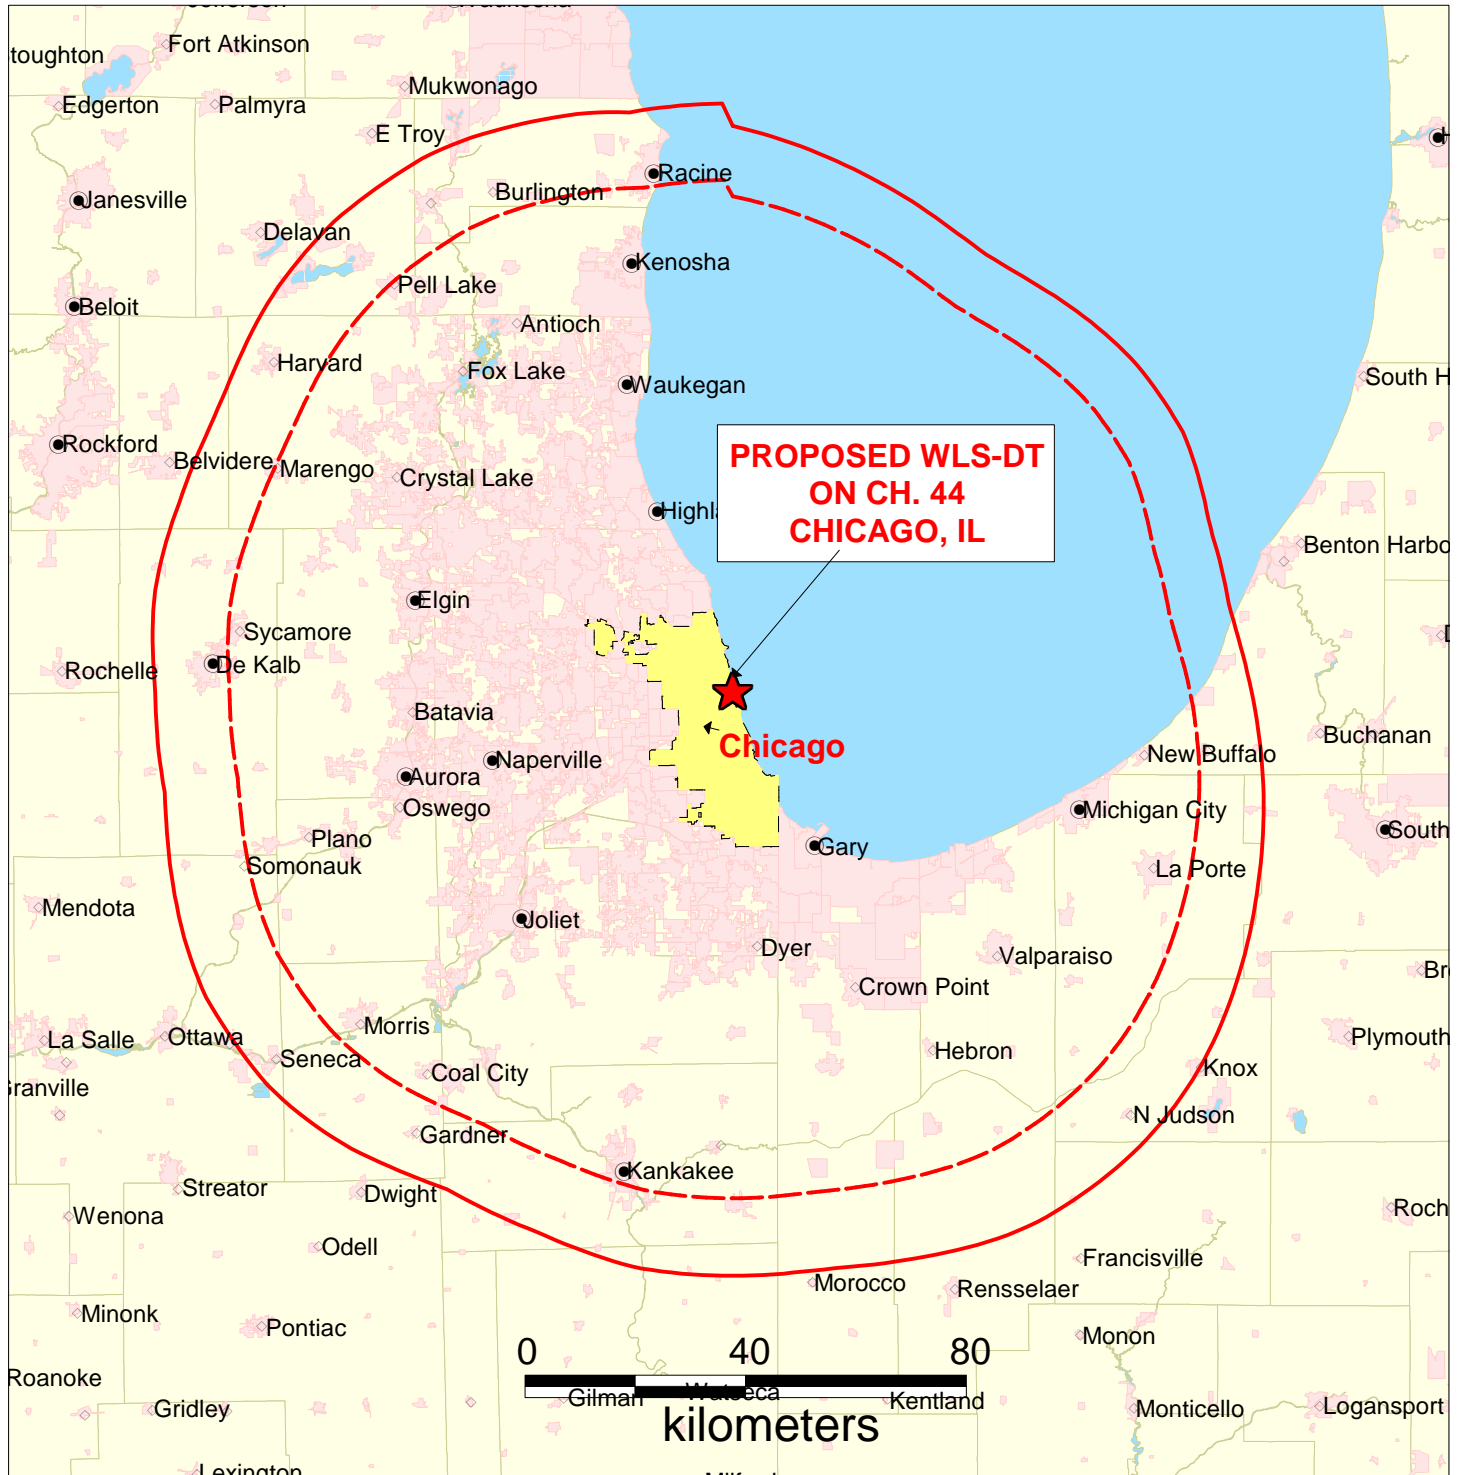 Fort Atkinson
toughton
Mukwonago
Edgerton
Palmyra
E Troy
Racine
Janesville
Burlington
Delavan
Kenosha
Pell Lake
Beloit
Antioch
Harvard
Fox Lake
Waukegan
South H
Rockford
Belvidere
Marengo
Crystal Lake
PROPOSED WLS-DT
ON CH. 44
CHICAGO, IL
Highla
Benton Harbo
Elgin
Sycamore
De Kalb
Rochelle
Batavia
Chicago
Buchanan
New Buffalo
Naperville
Aurora
Oswego
Michigan City
South
Plano
Gary
Somonauk
La Porte
Mendota
Joliet
Dyer
Valparaiso
Br
Crown Point
Morris
La Salle
Ottawa
Plymouth
Seneca
Hebron
Coal City
Knox
Granville
N Judson
Gardner
Kankakee
Streator
Dwight
Wenona
Roch
Odell
Francisville
Morocco
Rensselaer
Minonk
Pontiac
Monon
0 40 80
Roanoke
Gilman
Watseka
Kentland
Gridley
Monticello
Logansport
kilometers
Lexington